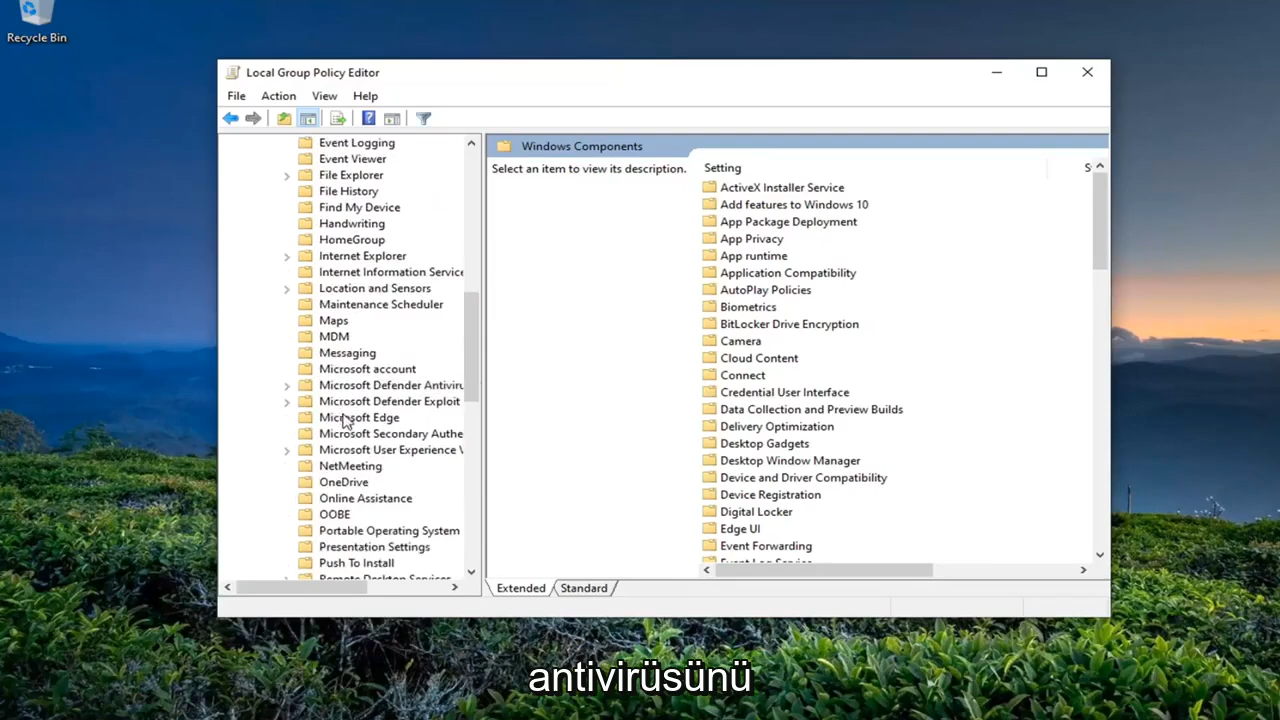 Recycle Bin
Local Group Policy Editor
File Action View Help
Event Logging
Event Viewer
File Explorer
File History
Find My Device
Handwriting
HomeGroup
Internet Explorer
Internet Information Service
Location and Sensors
Maintenance Scheduler
Maps
MDM
Messaging
Microsoft account
Microsoft Defender Antiviru
Microsoft Defender Exploit
Microsoft Edge
Microsoft Secondary Authe
Microsoft User Experience V
NetMeeting
OneDrive
Online Assistance
OOBE
Portable Operating System
Presentation Settings
Push To Install
Remote Desktop Services
Windows Components
Select an item to view its description.
Setting S
ActiveX Installer Service
Add features to Windows 10
App Package Deployment
App Privacy
App runtime
Application Compatibility
AutoPlay Policies
Biometrics
BitLocker Drive Encryption
Camera
Cloud Content
Connect
Credential User Interface
Data Collection and Preview Builds
Delivery Optimization
Desktop Gadgets
Desktop Window Manager
Device and Driver Compatibility
Device Registration
Digital Locker
Edge UI
Event Forwarding
Event Log Service
Extended Standard
antivirüsünü